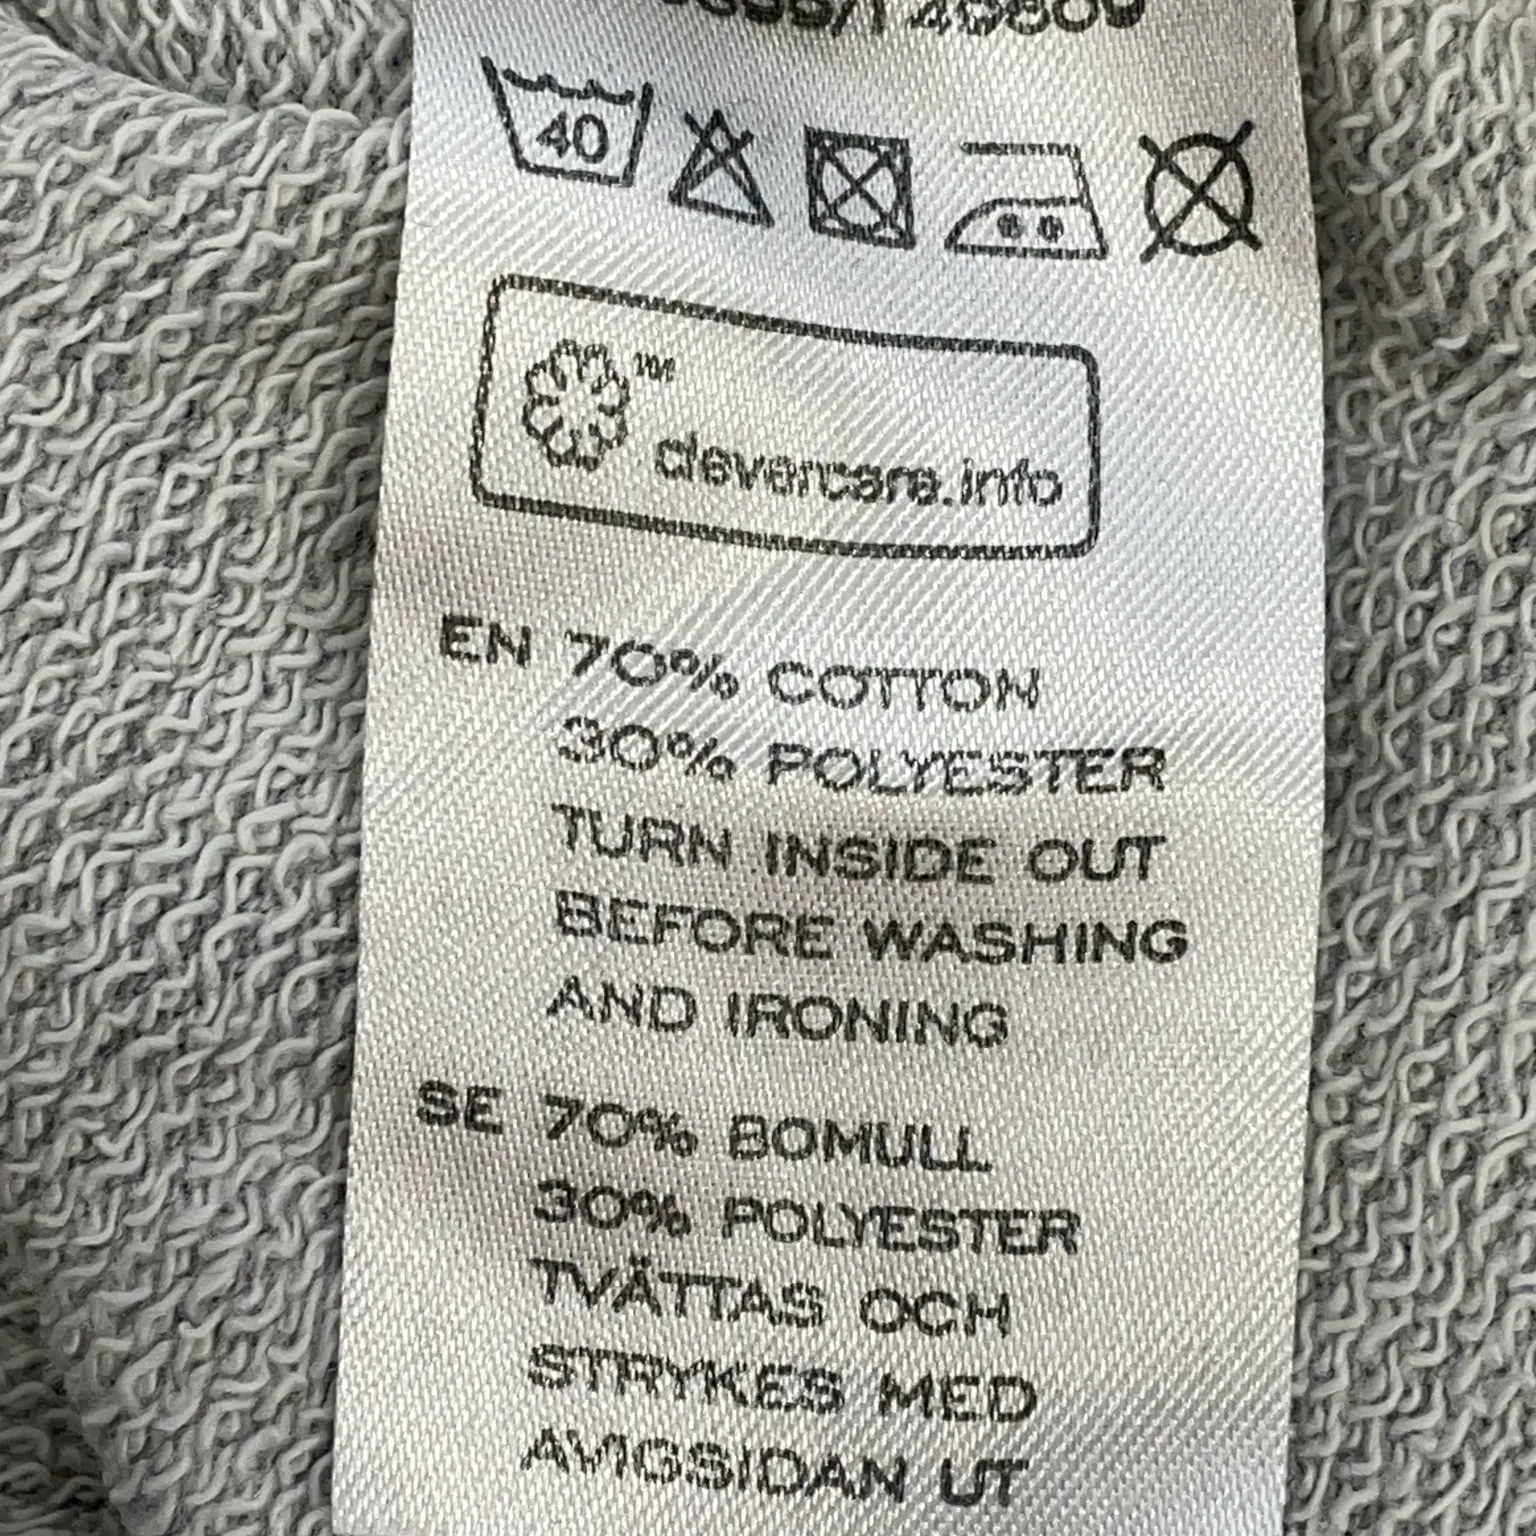 40
™
clevercare.info
EN 70% COTTON
30% POLYESTER
TURN INSIDE OUT
BEFORE WASHING
AND IRONING
SE 70% BOMULL
30% POLYESTER
TVÄTTAS OCH
STRYKES MED
AVIGSIDAN UT